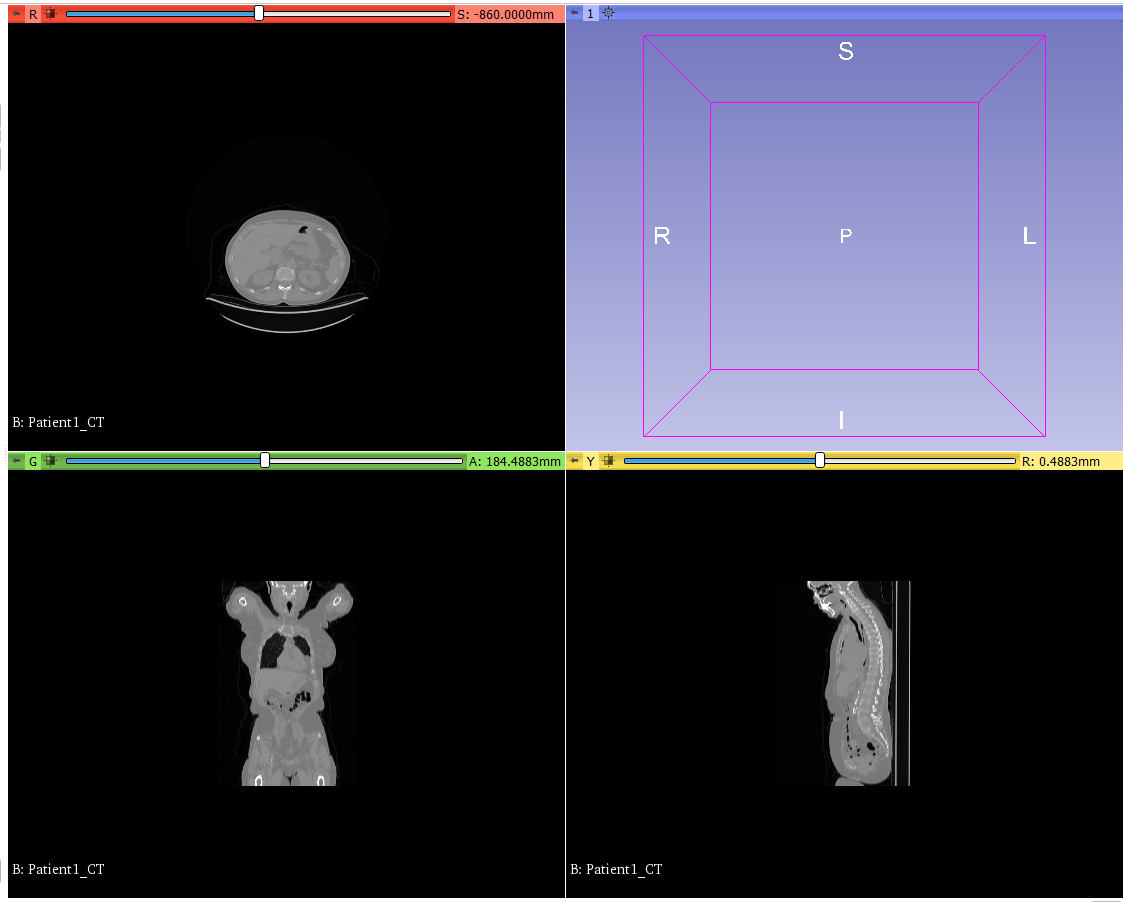 R
S: -860.0000mm
B: Patient1_CT
1
S
R
P
L
I
G
A: 184.4883mm
B: Patient1_CT
Y
R: 0.4883mm
B: Patient1_CT